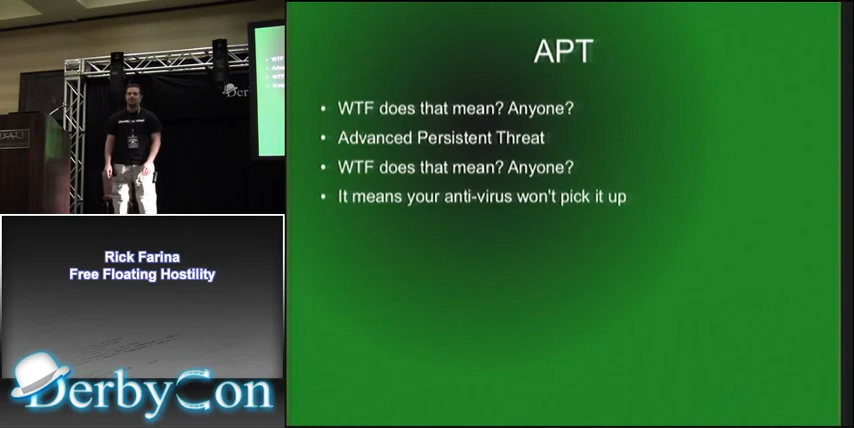 APT
• WTF does that mean? Anyone?
• Advanced Persistent Threat
• WTF does that mean? Anyone?
• It means your anti-virus won't pick it up
Rick Farina
Free Floating Hostility
DerbyCon